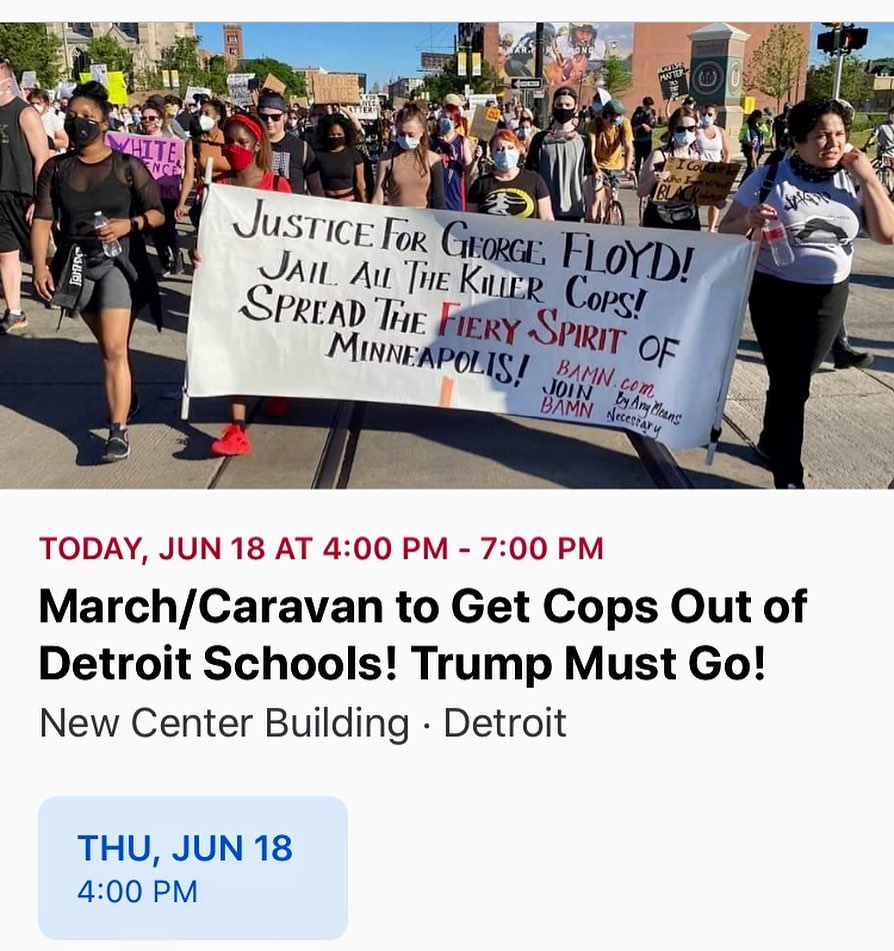 WHITE
MATTER
JUSTICE FOR GEORGE FLOYD!
JAIL ALL THE KILLER COPS!
SPREAD THE FIERY SPIRIT OF
MINNEAPOLIS!
BAMN.com
JOIN
BAMN
By Any Means
Necessary
TODAY, JUN 18 AT 4:00 PM - 7:00 PM
March/Caravan to Get Cops Out of
Detroit Schools! Trump Must Go!
New Center Building · Detroit
THU, JUN 18
4:00 PM